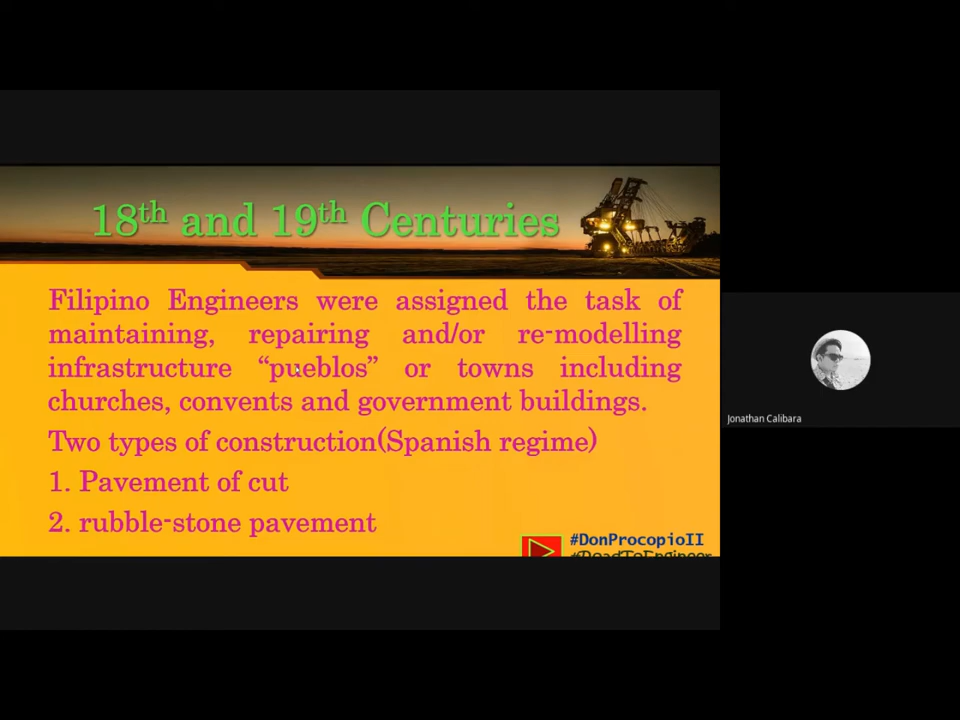 18th and 19th Centuries
Filipino Engineers were assigned the task of
maintaining, repairing and/or re-modelling
infrastructure “pueblos” or towns including
churches, convents and government buildings.
Two types of construction(Spanish regime)
1. Pavement of cut
2. rubble-stone pavement
#DonProcopioII
#RoadToEngineer
Jonathan Calibara